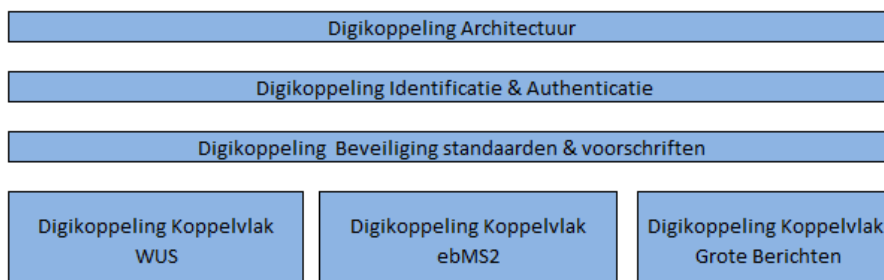 Digikoppeling Architectuur
Digikoppeling Identificatie & Authenticatie
Digikoppeling Beveiliging standaarden & voorschriften
Digikoppeling Koppelvlak
WUS
Digikoppeling Koppelvlak
ebMS2
Digikoppeling Koppelvlak
Grote Berichten